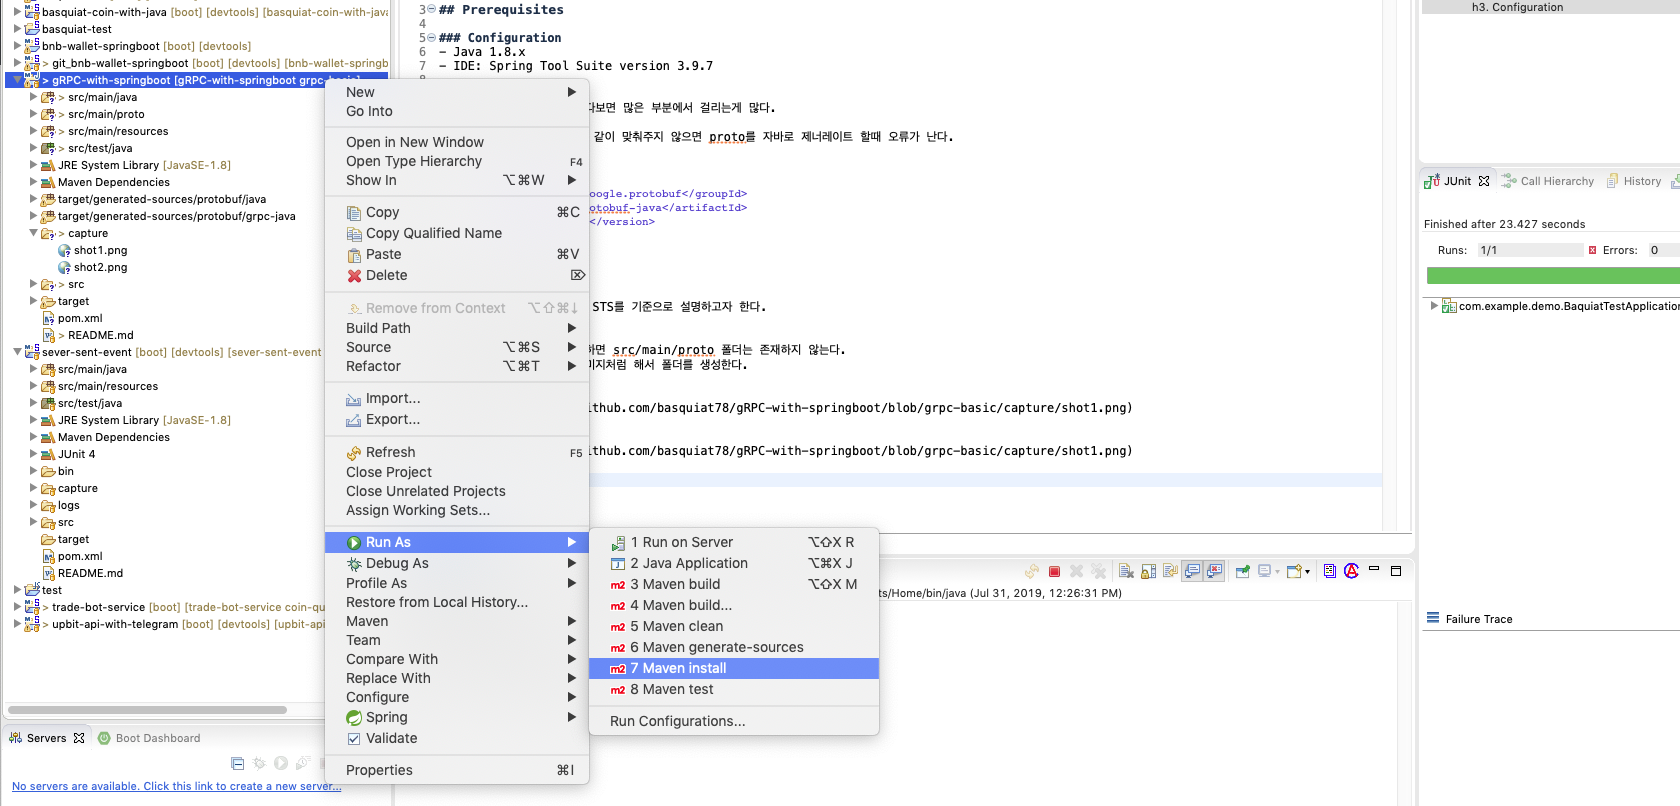 basquiat-coin-with-java [boot] [devtools] [basquiat-coin-with-java
basquiat-test
bnb-wallet-springboot [boot] [devtools]
> git_bnb-wallet-springboot [boot] [devtools] [bnb-wallet-springb
> gRPC-with-springboot [gRPC-with-springboot grpc-basic]
> src/main/java
> src/main/proto
> src/main/resources
> src/test/java
JRE System Library [JavaSE-1.8]
Maven Dependencies
target/generated-sources/protobuf/java
target/generated-sources/protobuf/grpc-java
> capture
shot1.png
shot2.png
> src
target
pom.xml
> README.md
sever-sent-event [boot] [devtools] [sever-sent-event
src/main/java
src/main/resources
src/test/java
JRE System Library [JavaSE-1.8]
Maven Dependencies
JUnit 4
bin
capture
logs
src
target
pom.xml
README.md
test
> trade-bot-service [boot] [trade-bot-service coin-qu
> upbit-api-with-telegram [boot] [devtools] [upbit-api
Servers
Boot Dashboard
No servers are available. Click this link to create a new server...
New
Go Into
Open in New Window
Open Type Hierarchy F4
Show In ⌥⌘W
Copy ⌘C
Copy Qualified Name
Paste ⌘V
Delete ⌦
Remove from Context ⌥⇧⌘↓
Build Path
Source ⌥⌘S
Refactor ⌥⌘T
Import...
Export...
Refresh F5
Close Project
Close Unrelated Projects
Assign Working Sets...
Run As
Debug As
Profile As
Restore from Local History...
Maven
Team
Compare With
Replace With
Configure
Spring
Validate
Properties ⌘I
1 Run on Server ⌥⇧X R
2 Java Application ⌥⌘X J
3 Maven build ⌥⇧X M
4 Maven build...
5 Maven clean
6 Maven generate-sources
7 Maven install
8 Maven test
Run Configurations...
3 ## Prerequisites
4
5 ### Configuration
6 - Java 1.8.x
7 - IDE: Spring Tool Suite version 3.9.7
다보면 많은 부분에서 걸리는게 많다.
같이 맞춰주지 않으면 proto를 자바로 제너레이트 할때 오류가 난다.
oogle.protobuf</groupId>
otobuf-java</artifactId>
</version>
STS를 기준으로 설명하고자 한다.
하면 src/main/proto 폴더는 존재하지 않는다.
미지처럼 해서 폴더를 생성한다.
ithub.com/basquiat78/gRPC-with-springboot/blob/grpc-basic/capture/shot1.png)
ithub.com/basquiat78/gRPC-with-springboot/blob/grpc-basic/capture/shot1.png)
ts/Home/bin/java (Jul 31, 2019, 12:26:31 PM)
h3. Configuration
JUnit
Call Hierarchy
History
Finished after 23.427 seconds
Runs: 1/1
Errors: 0
com.example.demo.BaquiatTestApplication
Failure Trace